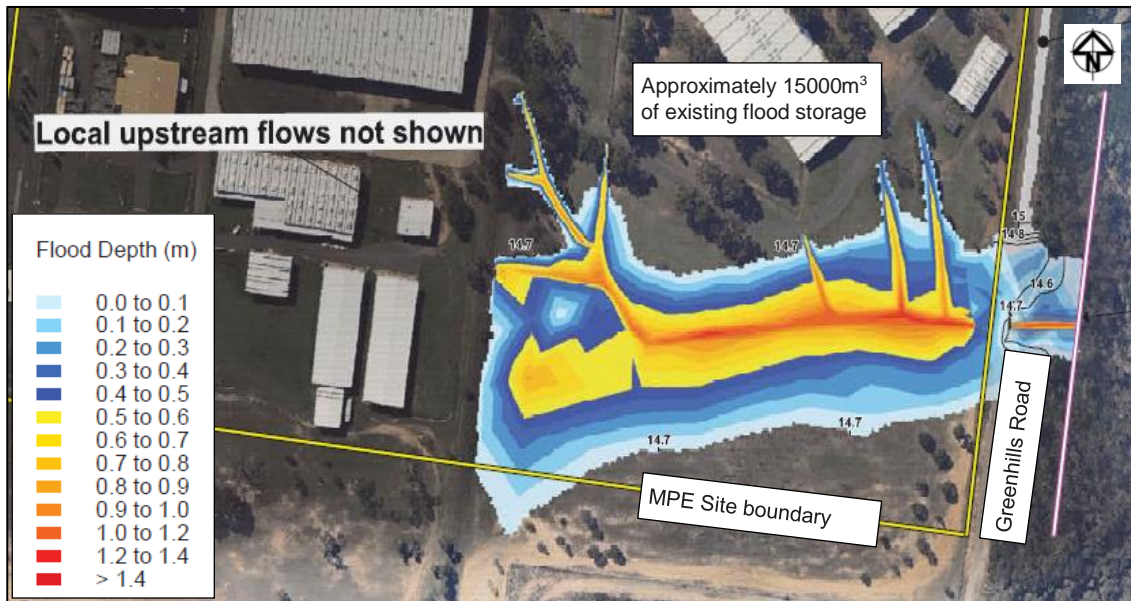 Local upstream flows not shown
Approximately 15000m³
of existing flood storage
N
Flood Depth (m)
0.0 to 0.1
0.1 to 0.2
0.2 to 0.3
0.3 to 0.4
0.4 to 0.5
0.5 to 0.6
0.6 to 0.7
0.7 to 0.8
0.8 to 0.9
0.9 to 1.0
1.0 to 1.2
1.2 to 1.4
> 1.4
14.7
14.7
15
14.8
14.6
14.7
14.7
14.7
MPE Site boundary
Greenhills Road